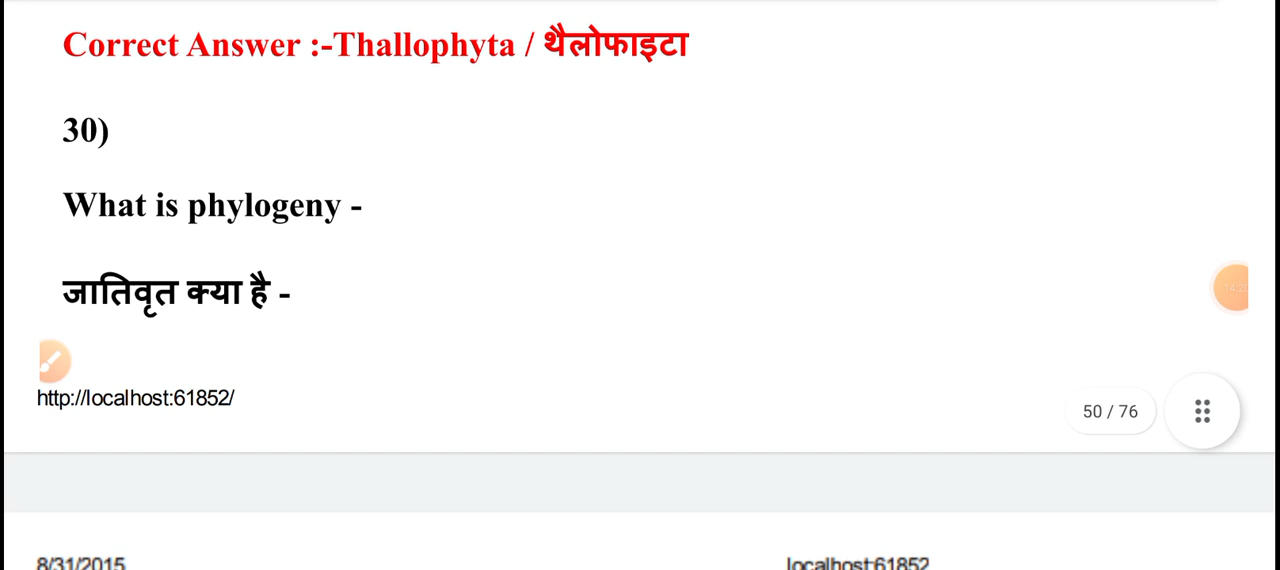 Correct Answer :-Thallophyta / थैलोफाइटा
30)
What is phylogeny -
जातिवृत क्या है -
http://localhost:61852/
50 / 76
8/31/2015
localhost:61852